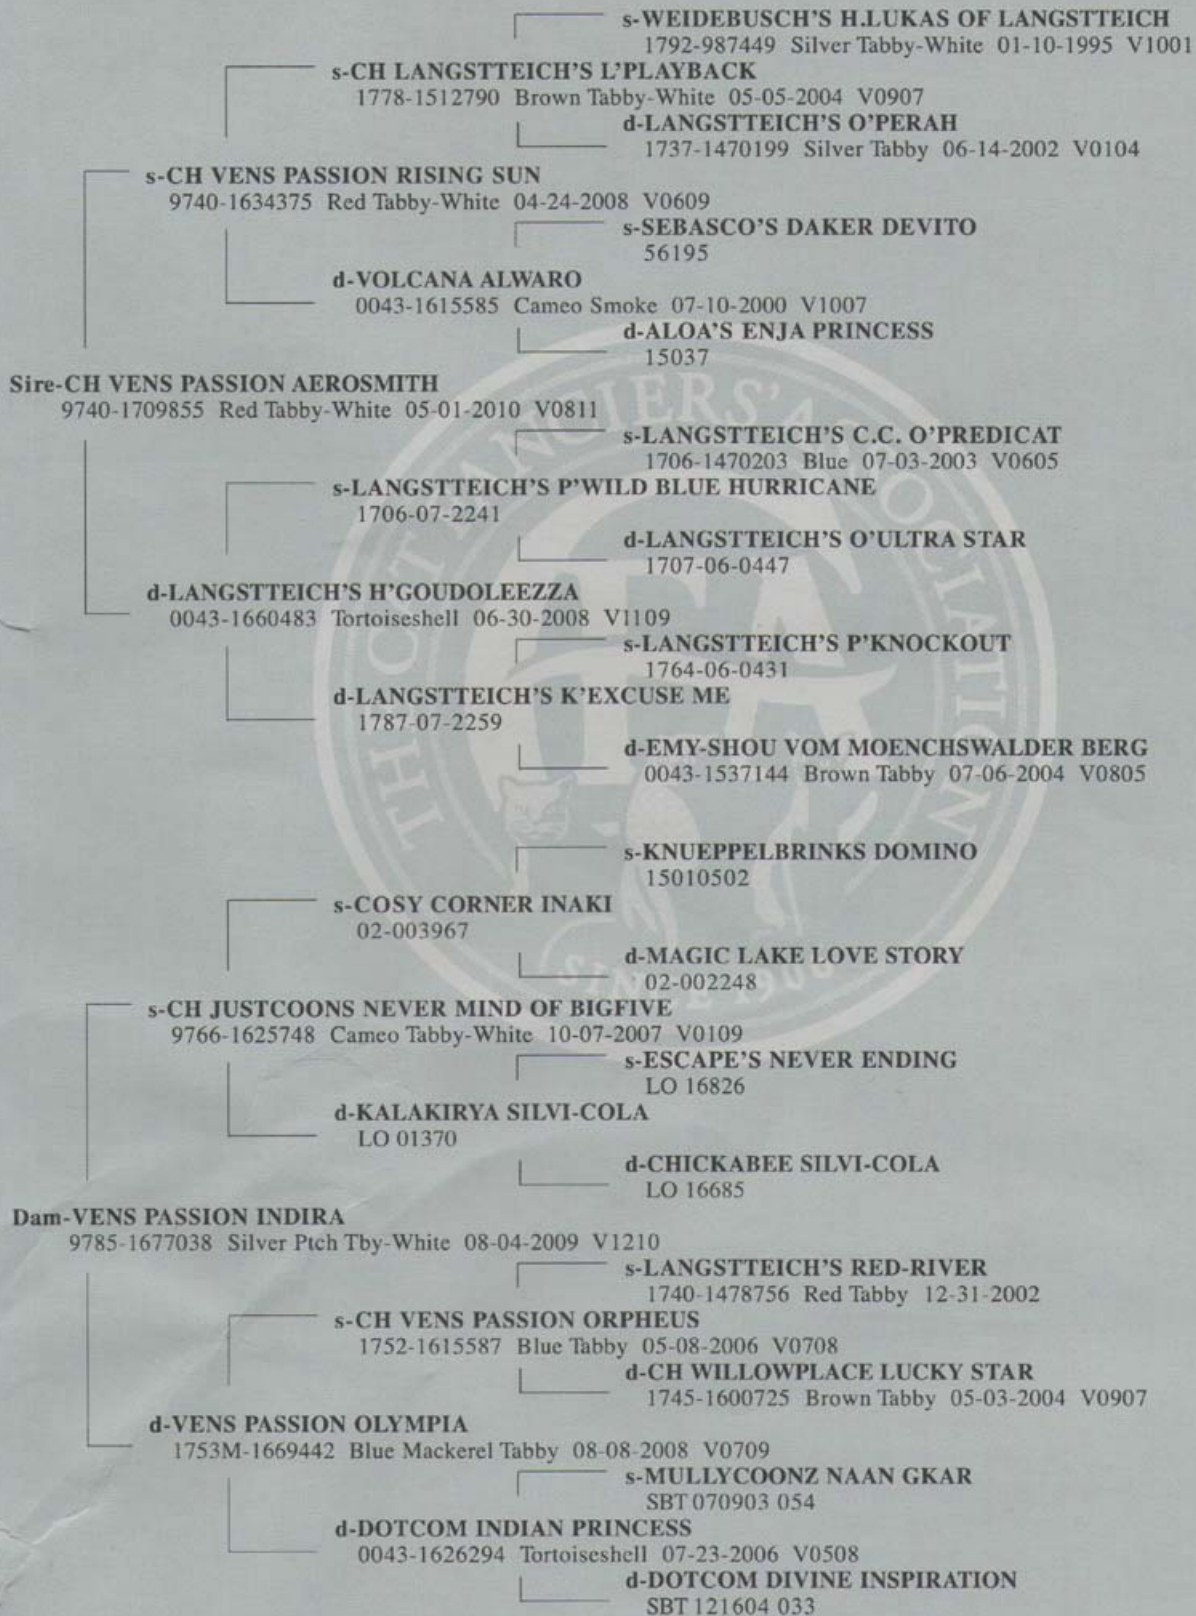 s-WEIDEBUSCH'S H.LUKAS OF LANGSTTEICH
1792-987449 Silver Tabby-White 01-10-1995 V1001
s-CH LANGSTTEICH'S L'PLAYBACK
1778-1512790 Brown Tabby-White 05-05-2004 V0907
d-LANGSTTEICH'S O'PERAH
1737-1470199 Silver Tabby 06-14-2002 V0104
s-CH VENS PASSION RISING SUN
9740-1634375 Red Tabby-White 04-24-2008 V0609
s-SEBASCO'S DAKER DEVITO
56195
d-VOLCANA ALWARO
0043-1615585 Cameo Smoke 07-10-2000 V1007
d-ALOA'S ENJA PRINCESS
15037
Sire-CH VENS PASSION AEROSMITH
9740-1709855 Red Tabby-White 05-01-2010 V0811
s-LANGSTTEICH'S C.C. O'PREDICAT
1706-1470203 Blue 07-03-2003 V0605
s-LANGSTTEICH'S P'WILD BLUE HURRICANE
1706-07-2241
d-LANGSTTEICH'S O'ULTRA STAR
1707-06-0447
d-LANGSTTEICH'S H'GOUDOLEEZZA
0043-1660483 Tortoiseshell 06-30-2008 V1109
s-LANGSTTEICH'S P'KNOCKOUT
1764-06-0431
d-LANGSTTEICH'S K'EXCUSE ME
1787-07-2259
d-EMY-SHOU VOM MOENCHSWALDER BERG
0043-1537144 Brown Tabby 07-06-2004 V0805
s-KNUEPPELBRINKS DOMINO
15010502
s-COSY CORNER INAKI
02-003967
d-MAGIC LAKE LOVE STORY
02-002248
s-CH JUSTCOONS NEVER MIND OF BIGFIVE
9766-1625748 Cameo Tabby-White 10-07-2007 V0109
s-ESCAPE'S NEVER ENDING
LO 16826
d-KALAKIRYA SILVI-COLA
LO 01370
d-CHICKABEE SILVI-COLA
LO 16685
Dam-VENS PASSION INDIRA
9785-1677038 Silver Ptch Tby-White 08-04-2009 V1210
s-LANGSTTEICH'S RED-RIVER
1740-1478756 Red Tabby 12-31-2002
s-CH VENS PASSION ORPHEUS
1752-1615587 Blue Tabby 05-08-2006 V0708
d-CH WILLOWPLACE LUCKY STAR
1745-1600725 Brown Tabby 05-03-2004 V0907
d-VENS PASSION OLYMPIA
1753M-1669442 Blue Mackerel Tabby 08-08-2008 V0709
s-MULLYCOONZ NAAN GKAR
SBT 070903 054
d-DOTCOM INDIAN PRINCESS
0043-1626294 Tortoiseshell 07-23-2006 V0508
d-DOTCOM DIVINE INSPIRATION
SBT 121604 033
THE CAT FANCIERS' ASSOCIATION
CFA
SINCE 1906